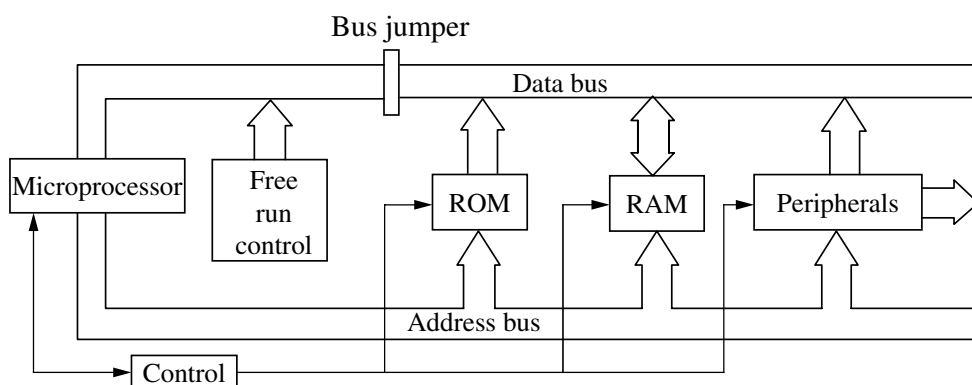 Bus jumper
Data bus
Microprocessor
Free
run
control
ROM
RAM
Peripherals
Address bus
Control